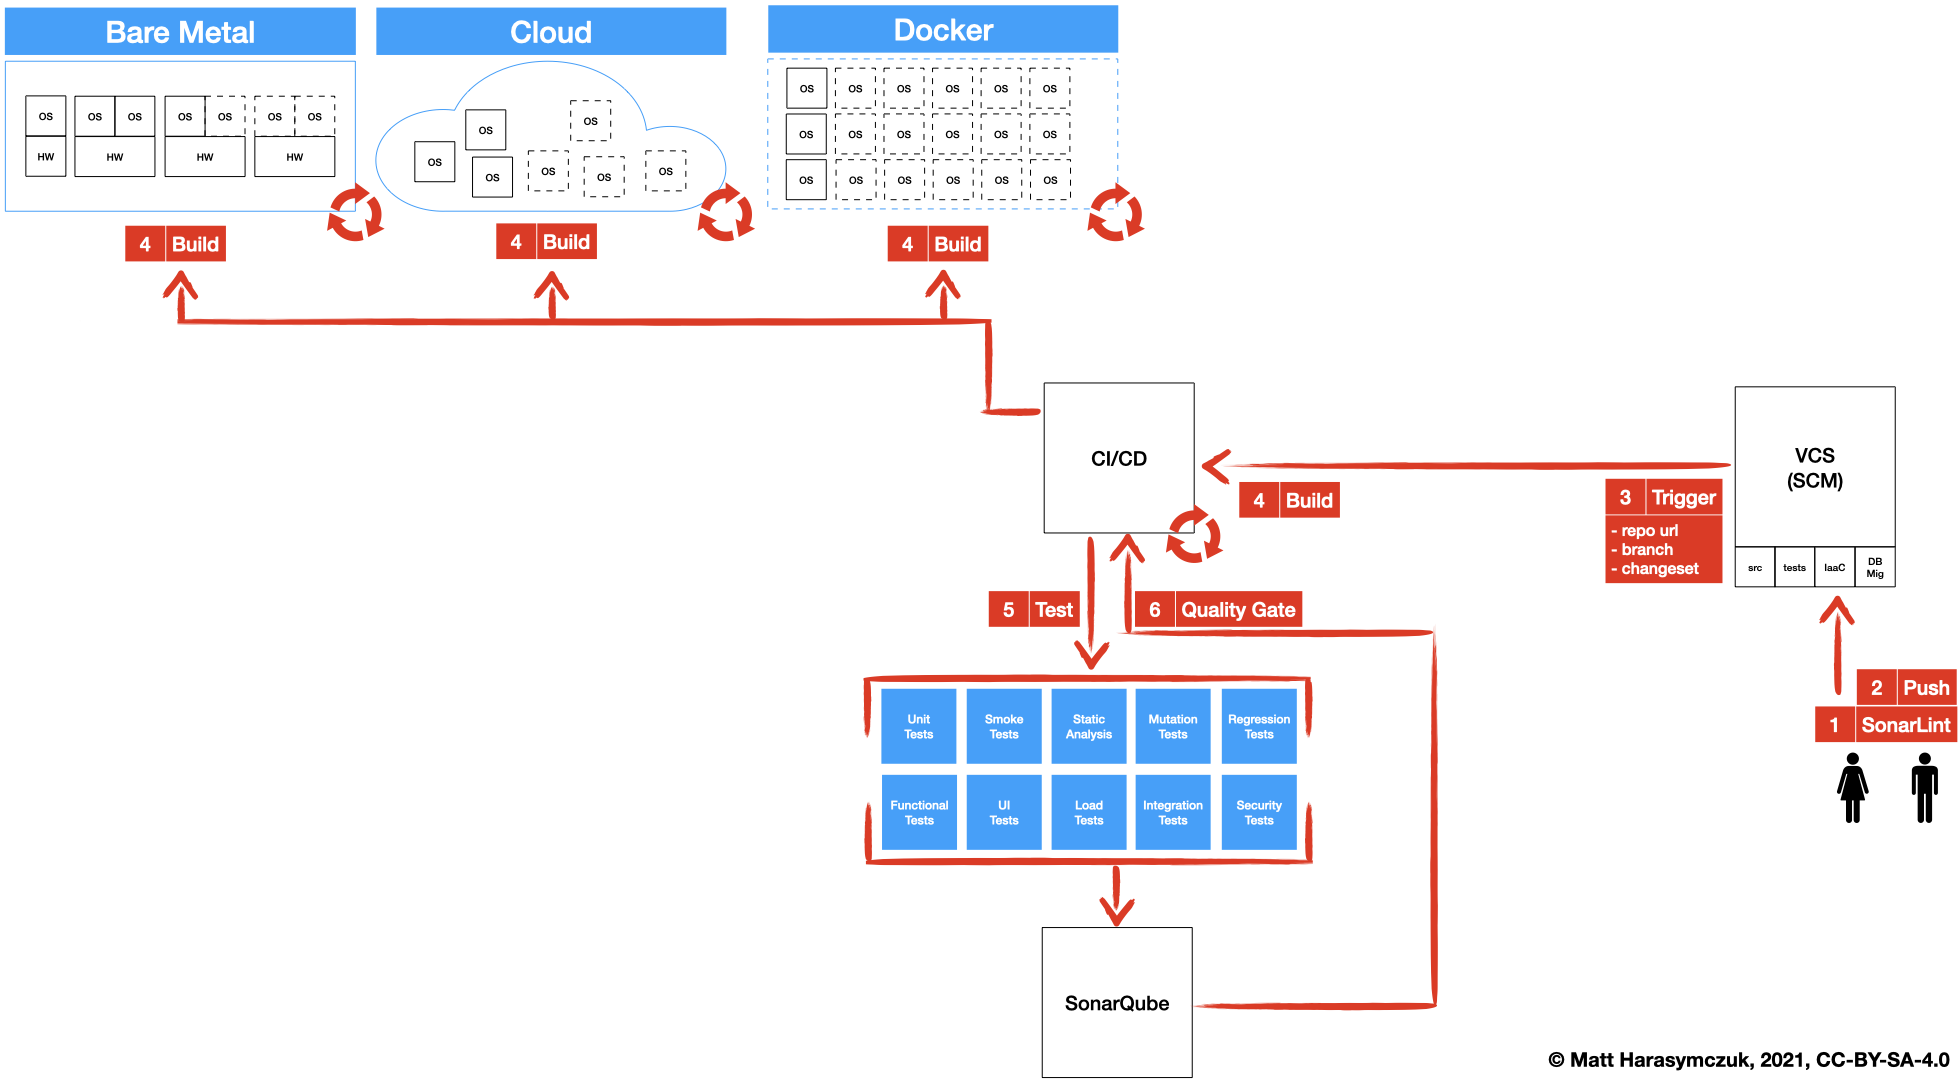 Bare Metal
Cloud
Docker
OS
OS OS
OS OS
OS OS
HW
HW
HW
HW
OS
OS
OS
OS
OS
OS
OS
OS OS OS OS OS OS
OS OS OS OS OS OS
OS OS OS OS OS OS
4 Build
4 Build
4 Build
CI/CD
VCS
(SCM)
4 Build
3 Trigger
- repo url
- branch
- changeset
src
tests
IaaC
DB
Mig
5 Test
6 Quality Gate
2 Push
1 SonarLint
Unit
Tests
Smoke
Tests
Static
Analysis
Mutation
Tests
Regression
Tests
Functional
Tests
UI
Tests
Load
Tests
Integration
Tests
Security
Tests
SonarQube
© Matt Harasymczuk, 2021, CC-BY-SA-4.0